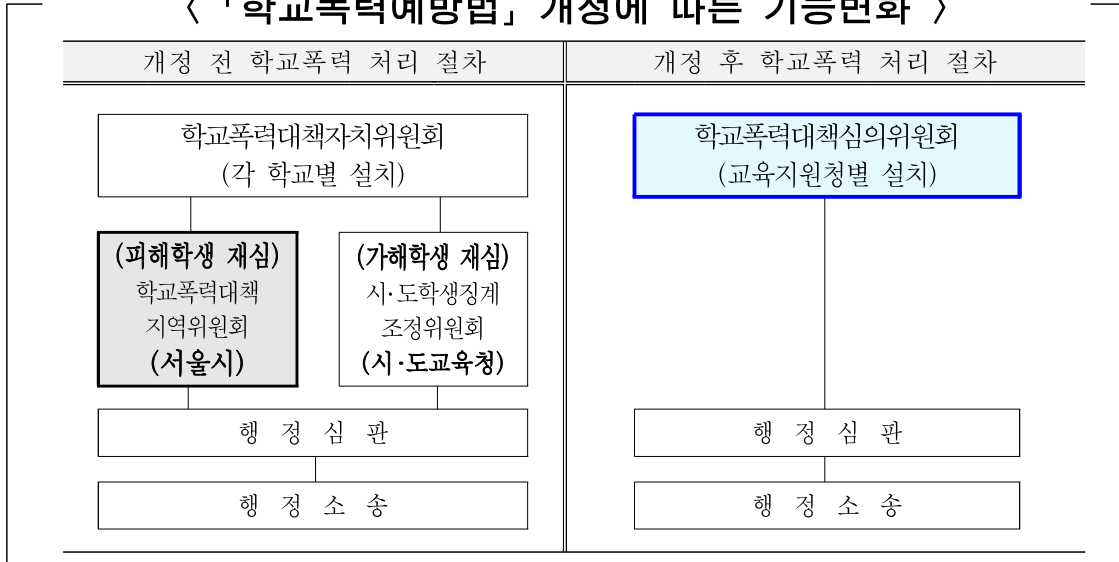 〈 「학교폭력예방법」 개정에 따른 기능변화 〉
개정 전 학교폭력 처리 절차
개정 후 학교폭력 처리 절차
학교폭력대책자치위원회
(각 학교별 설치)
(피해학생 재심)
학교폭력대책
지역위원회
(서울시)
(가해학생 재심)
시·도학생징계
조정위원회
(시·도교육청)
행 정 심 판
행 정 소 송
학교폭력대책심의위원회
(교육지원청별 설치)
행 정 심 판
행 정 소 송